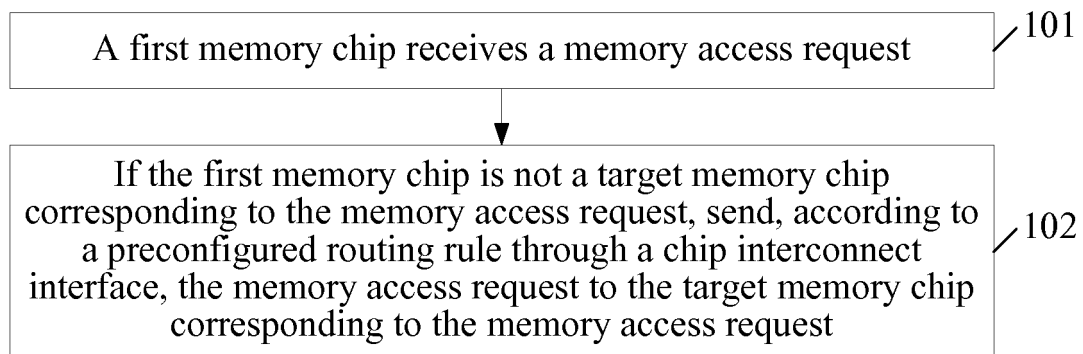 A first memory chip receives a memory access request
101
If the first memory chip is not a target memory chip
corresponding to the memory access request, send, according to
a preconfigured routing rule through a chip interconnect
interface, the memory access request to the target memory chip
corresponding to the memory access request
102